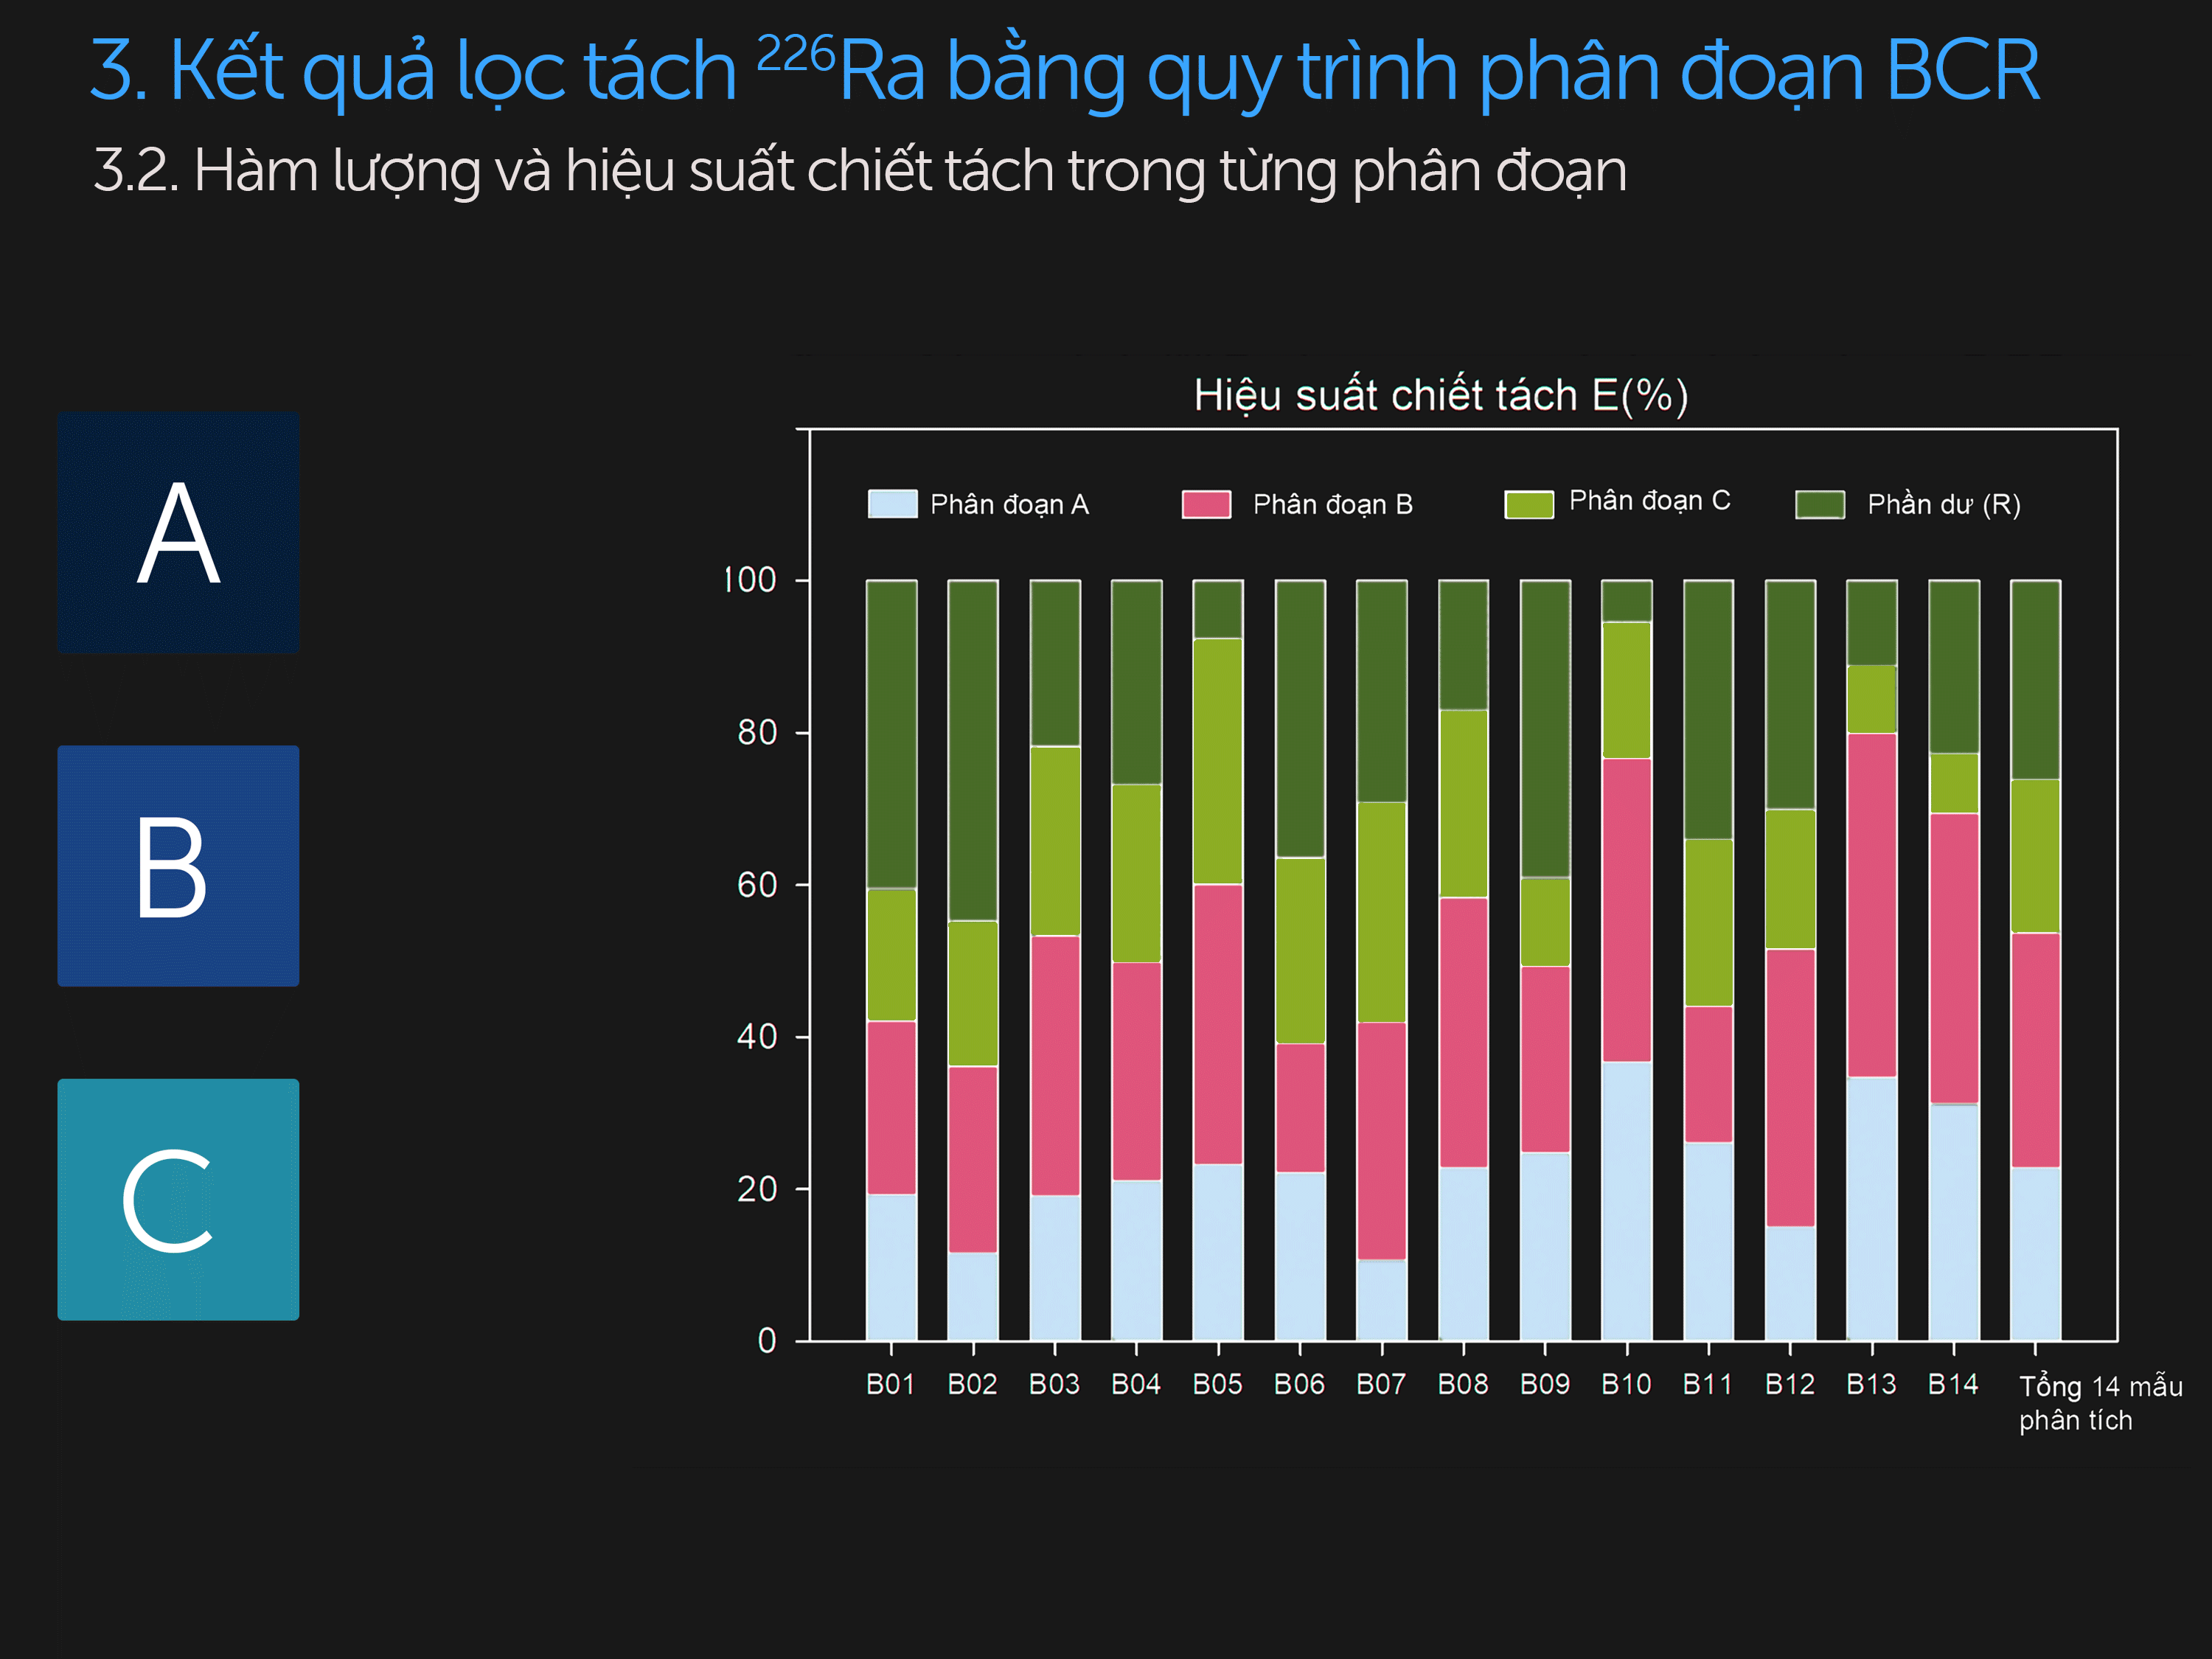 3. Kết quả lọc tách ²²⁶Ra bằng quy trình phân đoạn BCR
3.2. Hàm lượng và hiệu suất chiết tách trong từng phân đoạn
A
B
C
Hiệu suất chiết tách E(%)
Phân đoạn A Phân đoạn B Phân đoạn C Phần dư (R)
100
80
60
40
20
0
B01 B02 B03 B04 B05 B06 B07 B08 B09 B10 B11 B12 B13 B14 Tổng 14 mẫu
phân tích